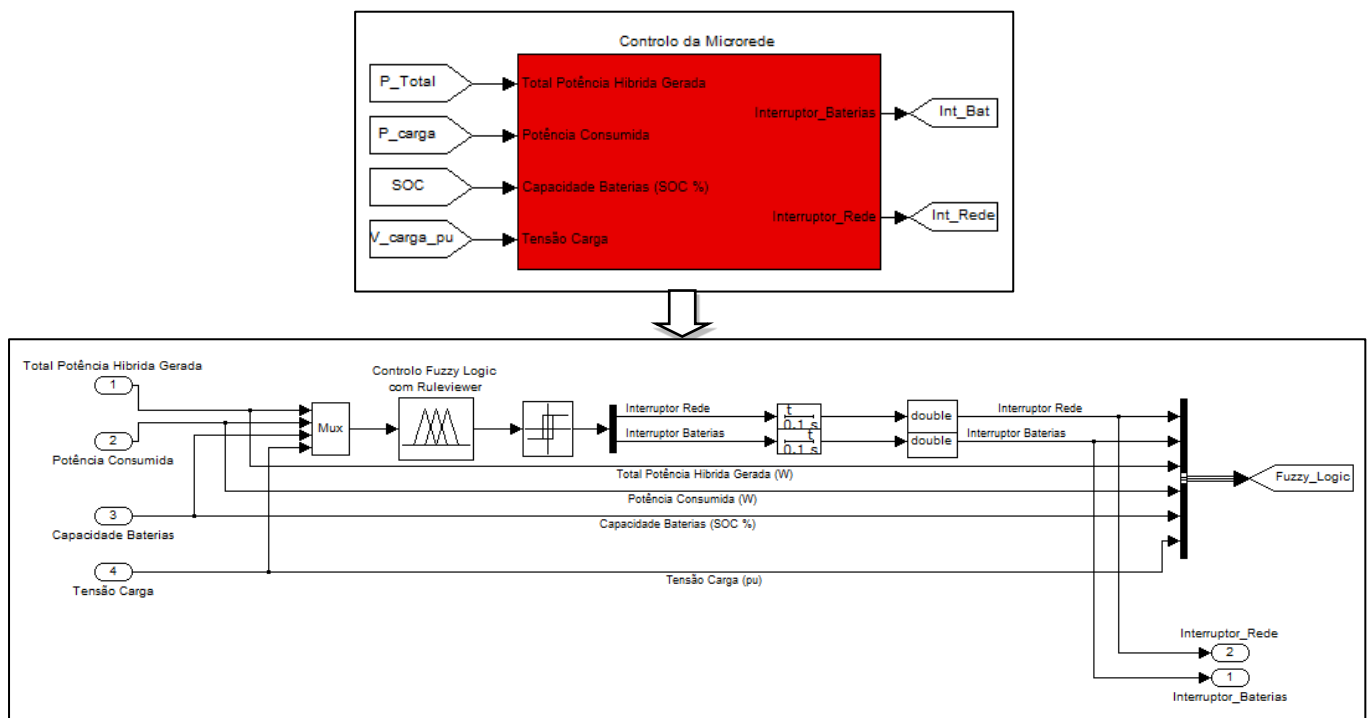 Controlo da Microrede
P_Total
Total Potência Hibrida Gerada
Interruptor_Baterias
Int_Bat
P_carga
Potência Consumida
SOC
Capacidade Baterias (SOC %)
Interruptor_Rede
Int_Rede
V_carga_pu
Tensão Carga
Total Potência Hibrida Gerada
1
Controlo Fuzzy Logic
com Ruleviewer
2
Potência Consumida
Mux
Interruptor Rede
Interruptor Baterias
t
0.1 s
t
0.1 s
double
double
Interruptor Rede
Interruptor Baterias
Total Potência Hibrida Gerada (W)
Potência Consumida (W)
Fuzzy_Logic
3
Capacidade Baterias
Capacidade Baterias (SOC %)
4
Tensão Carga
Tensão Carga (pu)
Interruptor_Rede
2
1
Interruptor_Baterias